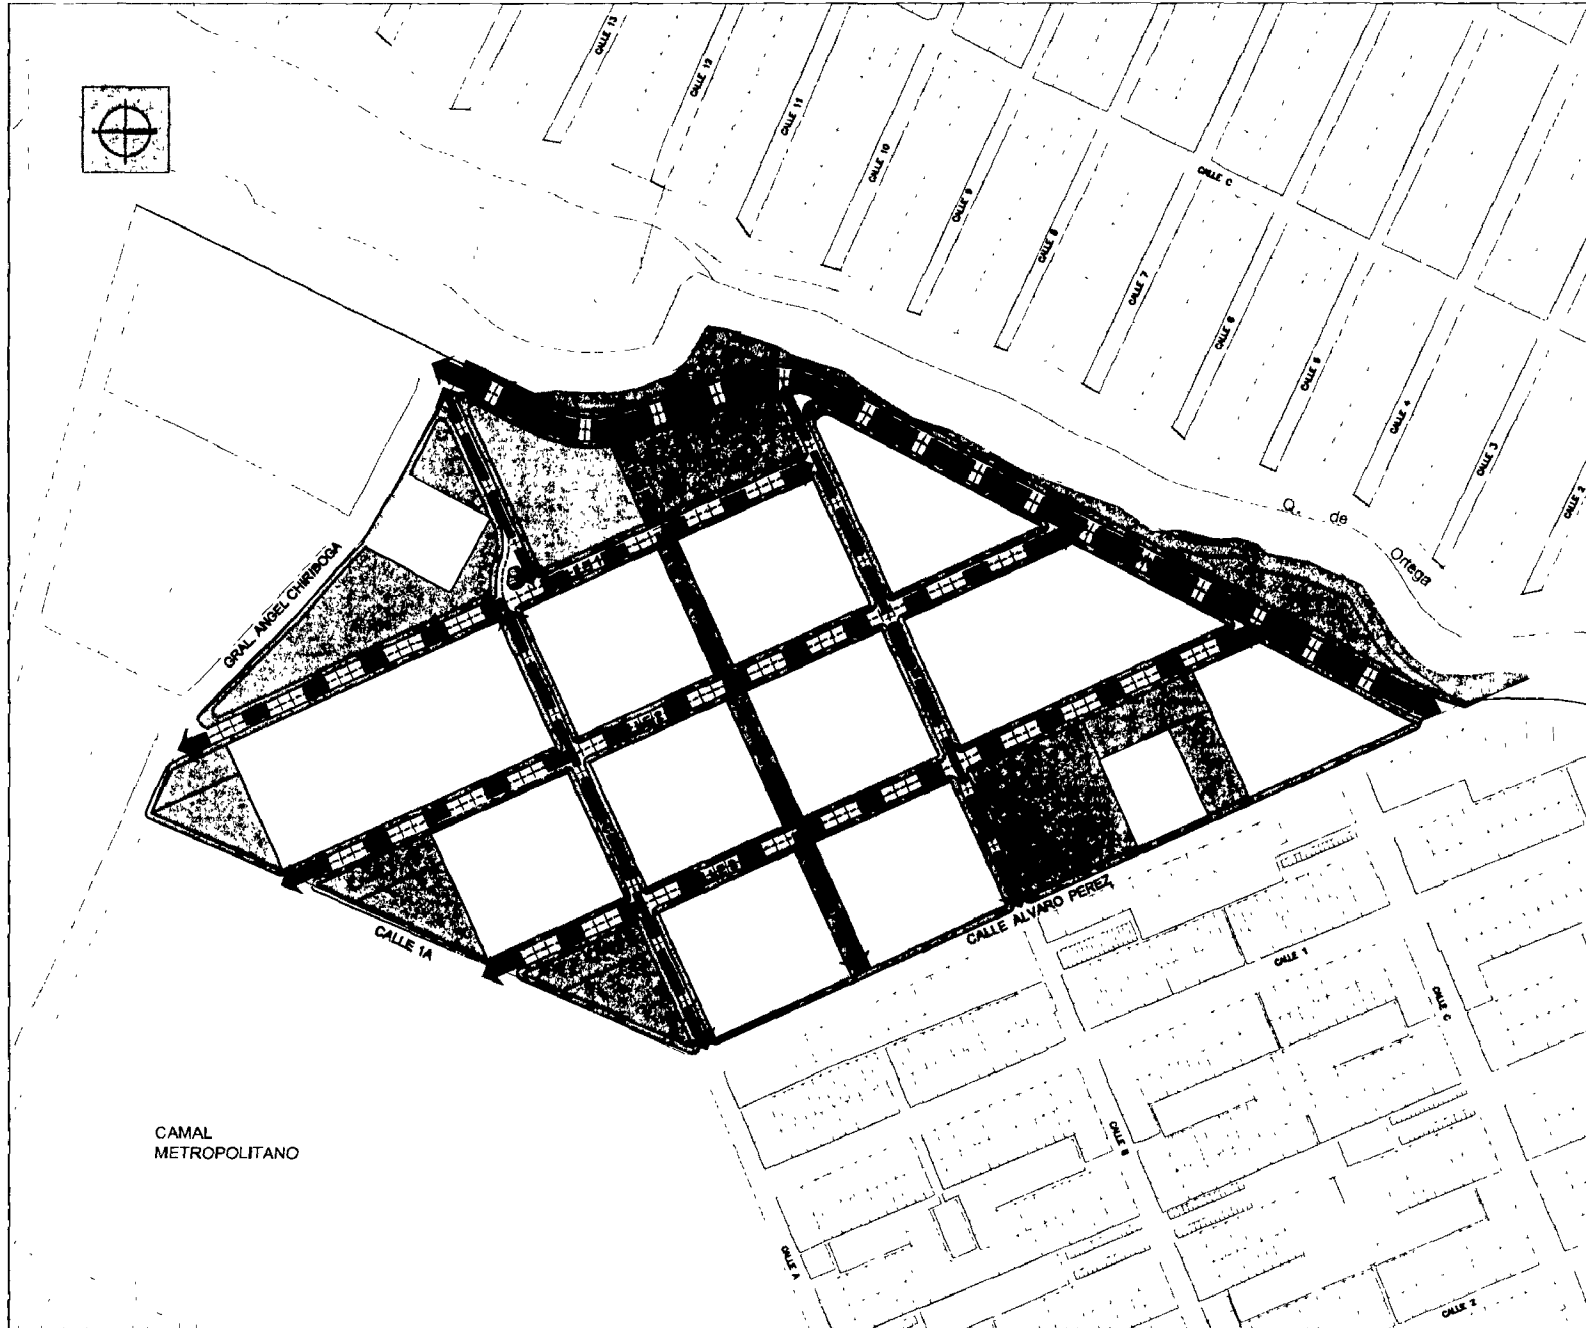 CALLE 13
CALLE 12
CALLE 11
CALLE 10
CALLE 9
CALLE 8
CALLE 7
CALLE 6
CALLE 5
CALLE 4
CALLE 3
CALLE 2
CALLE C
Q. de Ortega
GRAL. ANGEL CHIRIBOGA
CALLE 1A
CALLE ALVARO PEREZ
CALLE 1
CALLE C
CALLE B
CALLE A
CALLE 2
CAMAL
METROPOLITANO